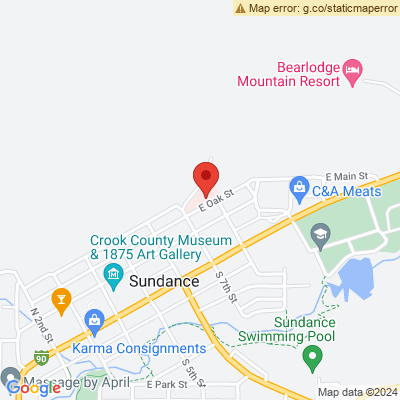 Map error: g.co/staticmaperror
Bearlodge
Mountain Resort
E Main St
C&A Meats
E Oak St
Crook County Museum
& 1875 Art Gallery
Sundance
S 7th St
N 2nd St
Karma Consignments
Sundance
Swimming Pool
90
S 5th St
Massage by April
E Park St
Google
Map data ©2024